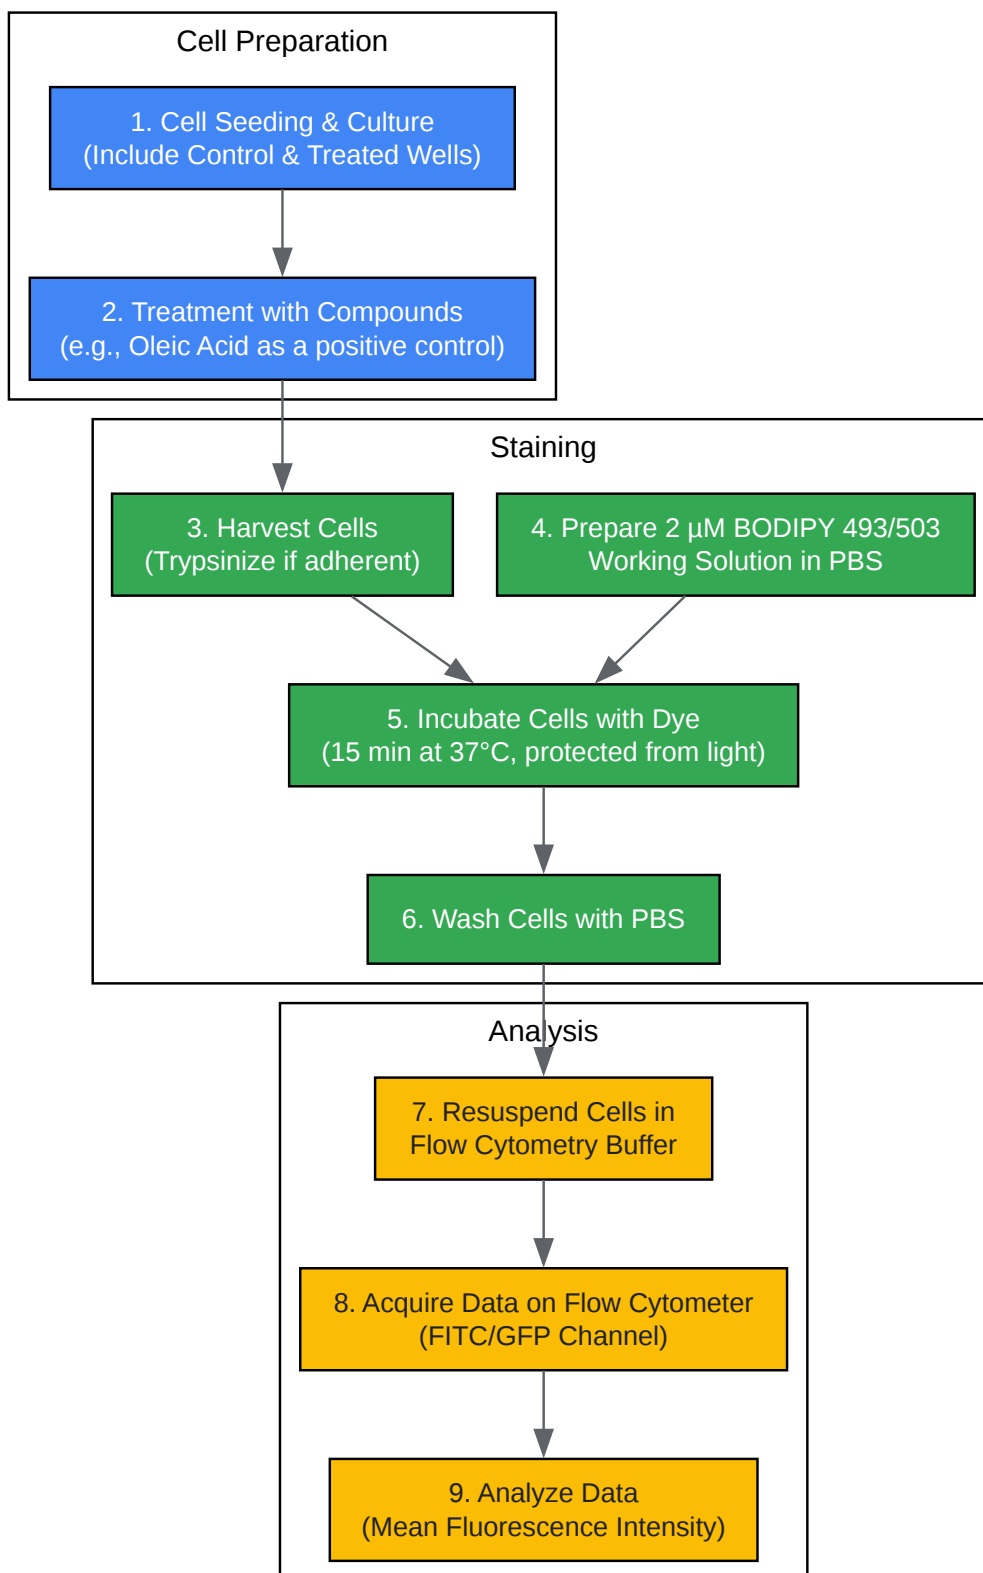 Cell Preparation
1. Cell Seeding & Culture
(Include Control & Treated Wells)
2. Treatment with Compounds
(e.g., Oleic Acid as a positive control)
Staining
3. Harvest Cells
(Trypsinize if adherent)
4. Prepare 2 µM BODIPY 493/503
Working Solution in PBS
5. Incubate Cells with Dye
(15 min at 37°C, protected from light)
6. Wash Cells with PBS
Analysis
7. Resuspend Cells in
Flow Cytometry Buffer
8. Acquire Data on Flow Cytometer
(FITC/GFP Channel)
9. Analyze Data
(Mean Fluorescence Intensity)